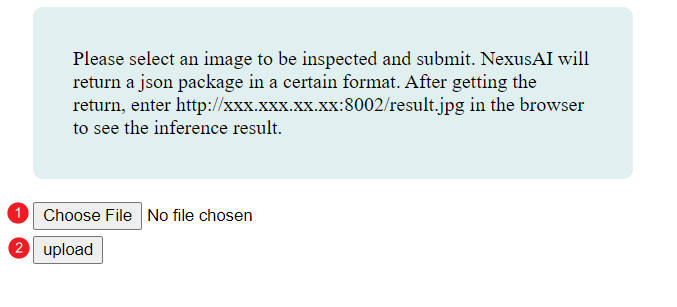 Please select an image to be inspected and submit. NexusAI will
return a json package in a certain format. After getting the
return, enter http://xxx.xxx.xx.xx:8002/result.jpg in the browser
to see the inference result.
1 Choose File No file chosen
2 upload